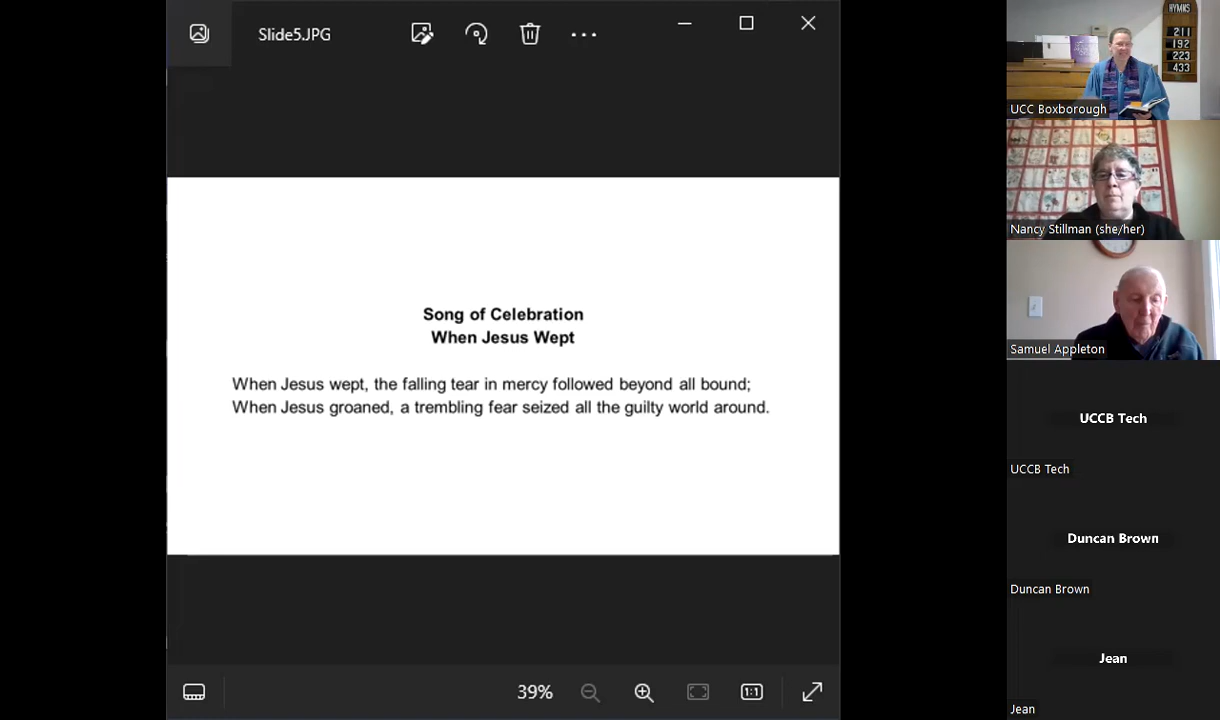 Slide5.JPG
Song of Celebration
When Jesus Wept
When Jesus wept, the falling tear in mercy followed beyond all bound;
When Jesus groaned, a trembling fear seized all the guilty world around.
39%
1:1
HYMNS
211
192
223
433
UCC Boxborough
Nancy Stillman (she/her)
Samuel Appleton
UCCB Tech
UCCB Tech
Duncan Brown
Duncan Brown
Jean
Jean